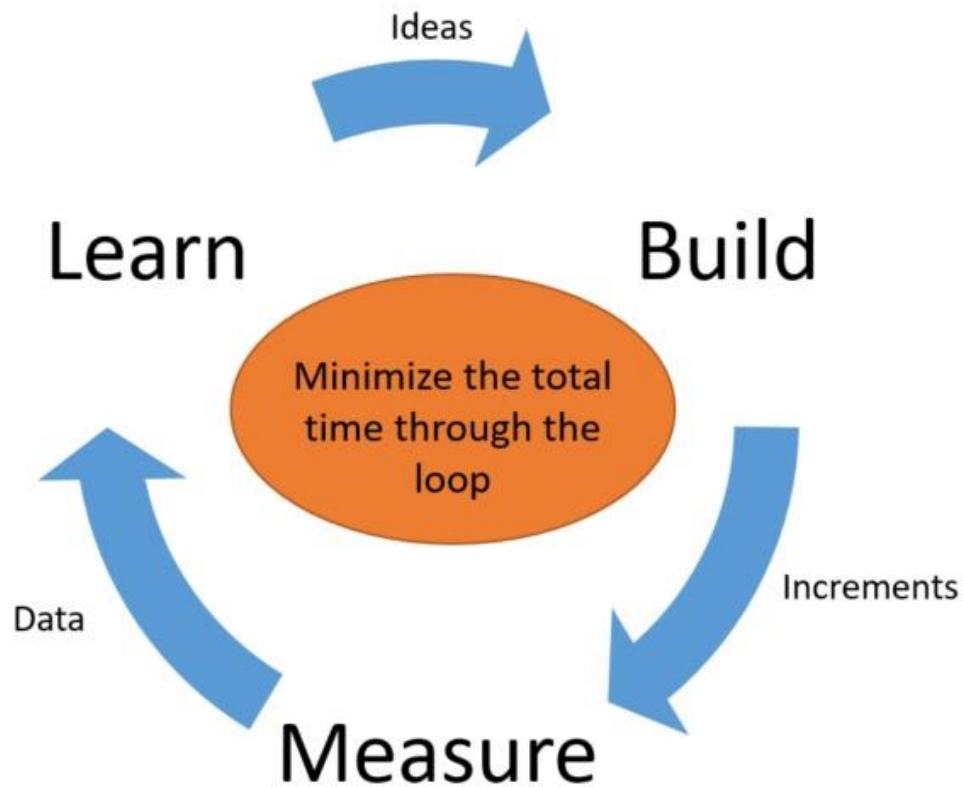 Ideas
Learn
Build
Minimize the total
time through the
loop
Increments
Data
Measure